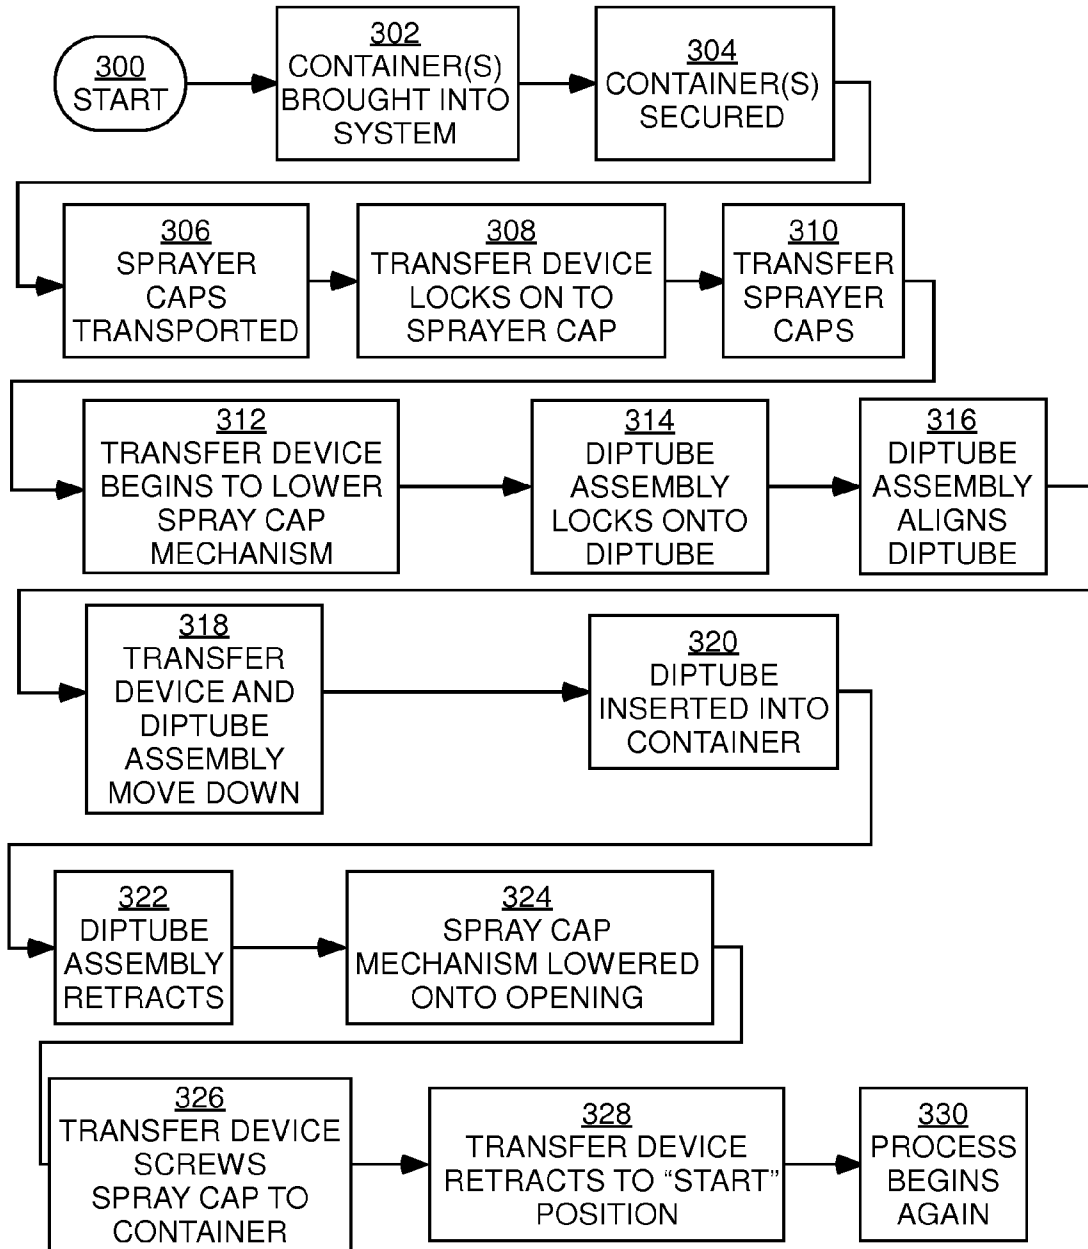 300
START
302
CONTAINER(S)
BROUGHT INTO
SYSTEM
304
CONTAINER(S)
SECURED
306
SPRAYER
CAPS
TRANSPORTED
308
TRANSFER DEVICE
LOCKS ON TO
SPRAYER CAP
310
TRANSFER
SPRAYER
CAPS
312
TRANSFER DEVICE
BEGINS TO LOWER
SPRAY CAP
MECHANISM
314
DIPTUBE
ASSEMBLY
LOCKS ONTO
DIPTUBE
316
DIPTUBE
ASSEMBLY
ALIGNS
DIPTUBE
318
TRANSFER
DEVICE AND
DIPTUBE
ASSEMBLY
MOVE DOWN
320
DIPTUBE
INSERTED INTO
CONTAINER
322
DIPTUBE
ASSEMBLY
RETRACTS
324
SPRAY CAP
MECHANISM LOWERED
ONTO OPENING
326
TRANSFER DEVICE
SCREWS
SPRAY CAP TO
CONTAINER
328
TRANSFER DEVICE
RETRACTS TO “START”
POSITION
330
PROCESS
BEGINS
AGAIN